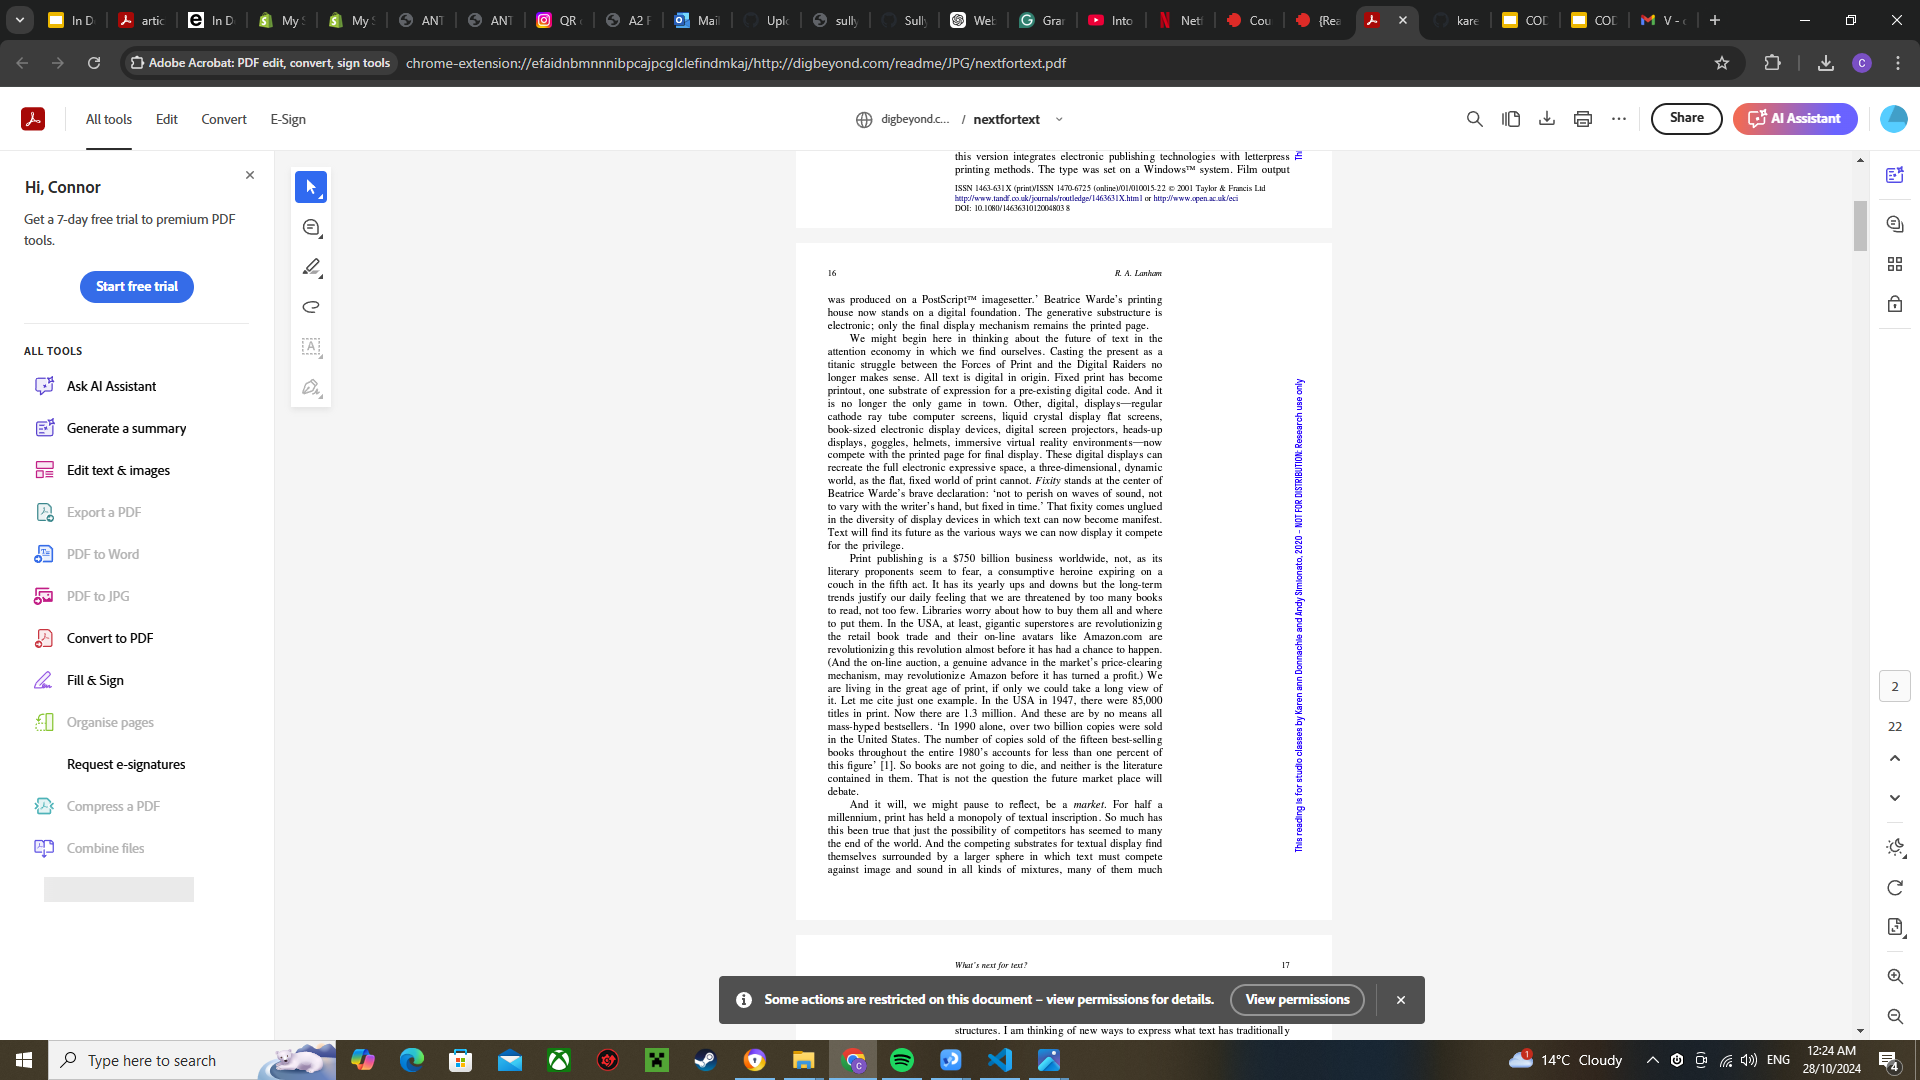 In D
artic
In D
My S
My S
ANT
ANT
QR
A2 F
Mail
Uplo
sully
Sully
Web
Grar
Into
Netf
Cou
{Rea
kare
COD
COD
V -
Adobe Acrobat: PDF edit, convert, sign tools
chrome-extension://efaidnbmnnnibpcajpcglclefindmkaj/http://digbeyond.com/readme/JPG/nextfortext.pdf
C
All tools
Edit
Convert
E-Sign
digbeyond.c... / nextfortext
Share
AI Assistant
Hi, Connor
Get a 7-day free trial to premium PDF
tools.
Start free trial
ALL TOOLS
Ask AI Assistant
Generate a summary
Edit text & images
Export a PDF
PDF to Word
PDF to JPG
Convert to PDF
Fill & Sign
Organise pages
Request e-signatures
Compress a PDF
Combine files
this version integrates electronic publishing technologies with letterpress
printing methods. The type was set on a Windows™ system. Film output
ISSN 1463-631X (print)/ISSN 1470-6725 (online)/01/010015-22 © 2001 Taylor & Francis Ltd
http://www.tandf.co.uk/journals/routledge/1463631X.html or http://www.open.ac.uk/eci
DOI: 10.1080/1463631012004803 8
16
R. A. Lanham
was produced on a PostScript™ imagesetter.' Beatrice Warde's printing
house now stands on a digital foundation. The generative substructure is
electronic; only the final display mechanism remains the printed page.
We might begin here in thinking about the future of text in the
attention economy in which we find ourselves. Casting the present as a
titanic struggle between the Forces of Print and the Digital Raiders no
longer makes sense. All text is digital in origin. Fixed print has become
printout, one substrate of expression for a pre-existing digital code. And it
is no longer the only game in town. Other, digital, displays—regular
cathode ray tube computer screens, liquid crystal display flat screens,
book-sized electronic display devices, digital screen projectors, heads-up
displays, goggles, helmets, immersive virtual reality environments—now
compete with the printed page for final display. These digital displays can
recreate the full electronic expressive space, a three-dimensional, dynamic
world, as the flat, fixed world of print cannot. Fixity stands at the center of
Beatrice Warde's brave declaration: 'not to perish on waves of sound, not
to vary with the writer's hand, but fixed in time.' That fixity comes unglued
in the diversity of display devices in which text can now become manifest.
Text will find its future as the various ways we can now display it compete
for the privilege.
Print publishing is a $750 billion business worldwide, not, as its
literary proponents seem to fear, a consumptive heroine expiring on a
couch in the fifth act. It has its yearly ups and downs but the long-term
trends justify our daily feeling that we are threatened by too many books
to read, not too few. Libraries worry about how to buy them all and where
to put them. In the USA, at least, gigantic superstores are revolutionizing
the retail book trade and their on-line avatars like Amazon.com are
revolutionizing this revolution almost before it has had a chance to happen.
(And the on-line auction, a genuine advance in the market's price-clearing
mechanism, may revolutionize Amazon before it has turned a profit.) We
are living in the great age of print, if only we could take a long view of
it. Let me cite just one example. In the USA in 1947, there were 85,000
titles in print. Now there are 1.3 million. And these are by no means all
mass-hyped bestsellers. 'In 1990 alone, over two billion copies were sold
in the United States. The number of copies sold of the fifteen best-selling
books throughout the entire 1980's accounts for less than one percent of
this figure' [1]. So books are not going to die, and neither is the literature
contained in them. That is not the question the future market place will
debate.
And it will, we might pause to reflect, be a market. For half a
millennium, print has held a monopoly of textual inscription. So much has
this been true that just the possibility of competitors has seemed to many
the end of the world. And the competing substrates for textual display find
themselves surrounded by a larger sphere in which text must compete
against image and sound in all kinds of mixtures, many of them much
This reading is for studio classes by Karen ann Donnachie and Andy Simionato, 2020 – NOT FOR DISTRIBUTION: Research use only
Thi
What's next for text?
17
Some actions are restricted on this document – view permissions for details.
View permissions
structures. I am thinking of new ways to express what text has traditionally
2
22
Type here to search
1
14°C Cloudy
ENG
12:24 AM
28/10/2024
4